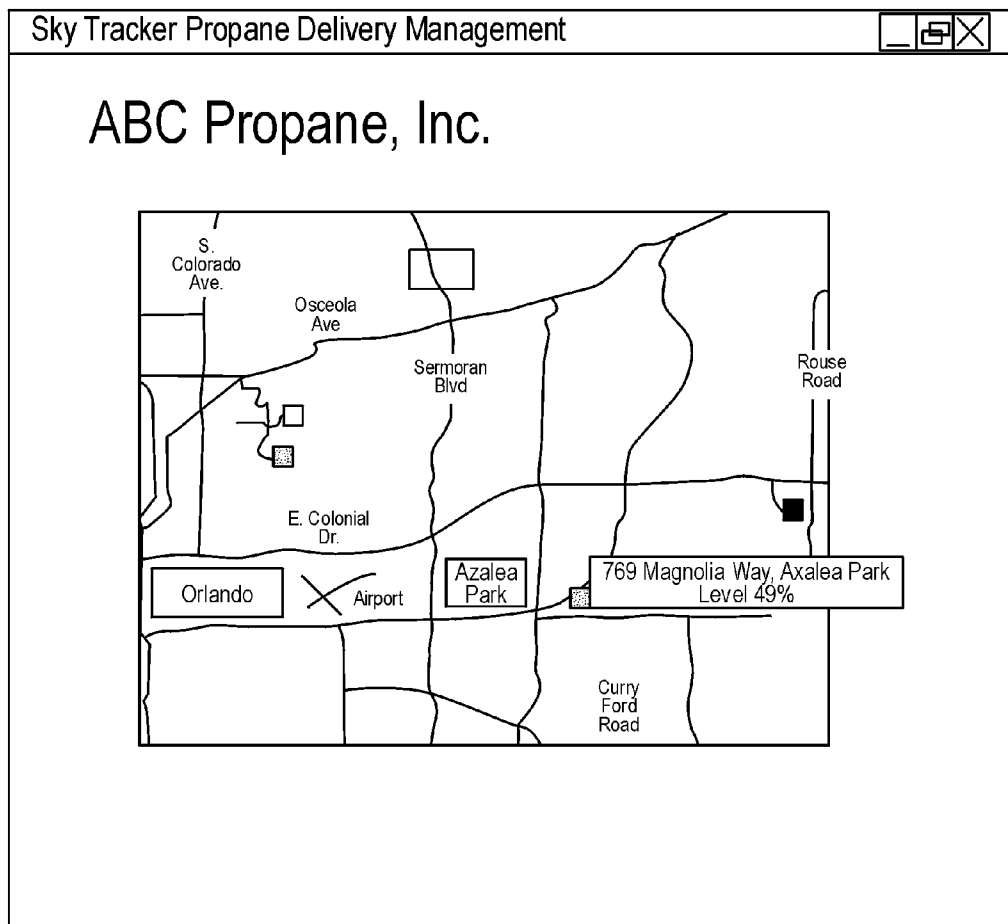 Sky Tracker Propane Delivery Management
ABC Propane, Inc.
S.
Colorado
Ave.
Osceola
Ave
Sermoran
Blvd
Rouse
Road
E. Colonial
Dr.
Orlando
Airport
Azalea
Park
769 Magnolia Way, Axalea Park
Level 49%
Curry
Ford
Road